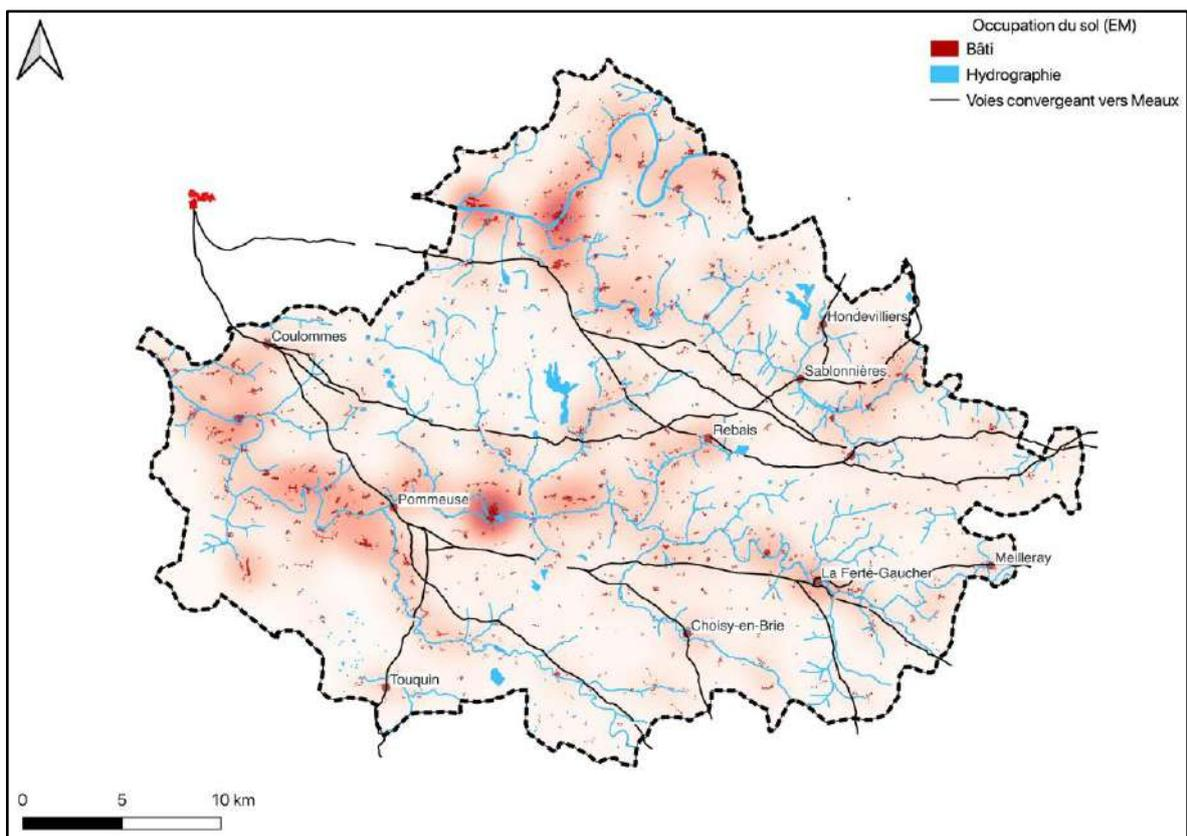 Occupation du sol (EM)
Bâti
Hydrographie
Voies convergeant vers Meaux
Hondevilliers
Coulommes
Sablonnières
Rebais
Pommeuse
Meilleray
La Ferté-Gaucher
Choisy-en-Brie
Touquin
0 5 10 km